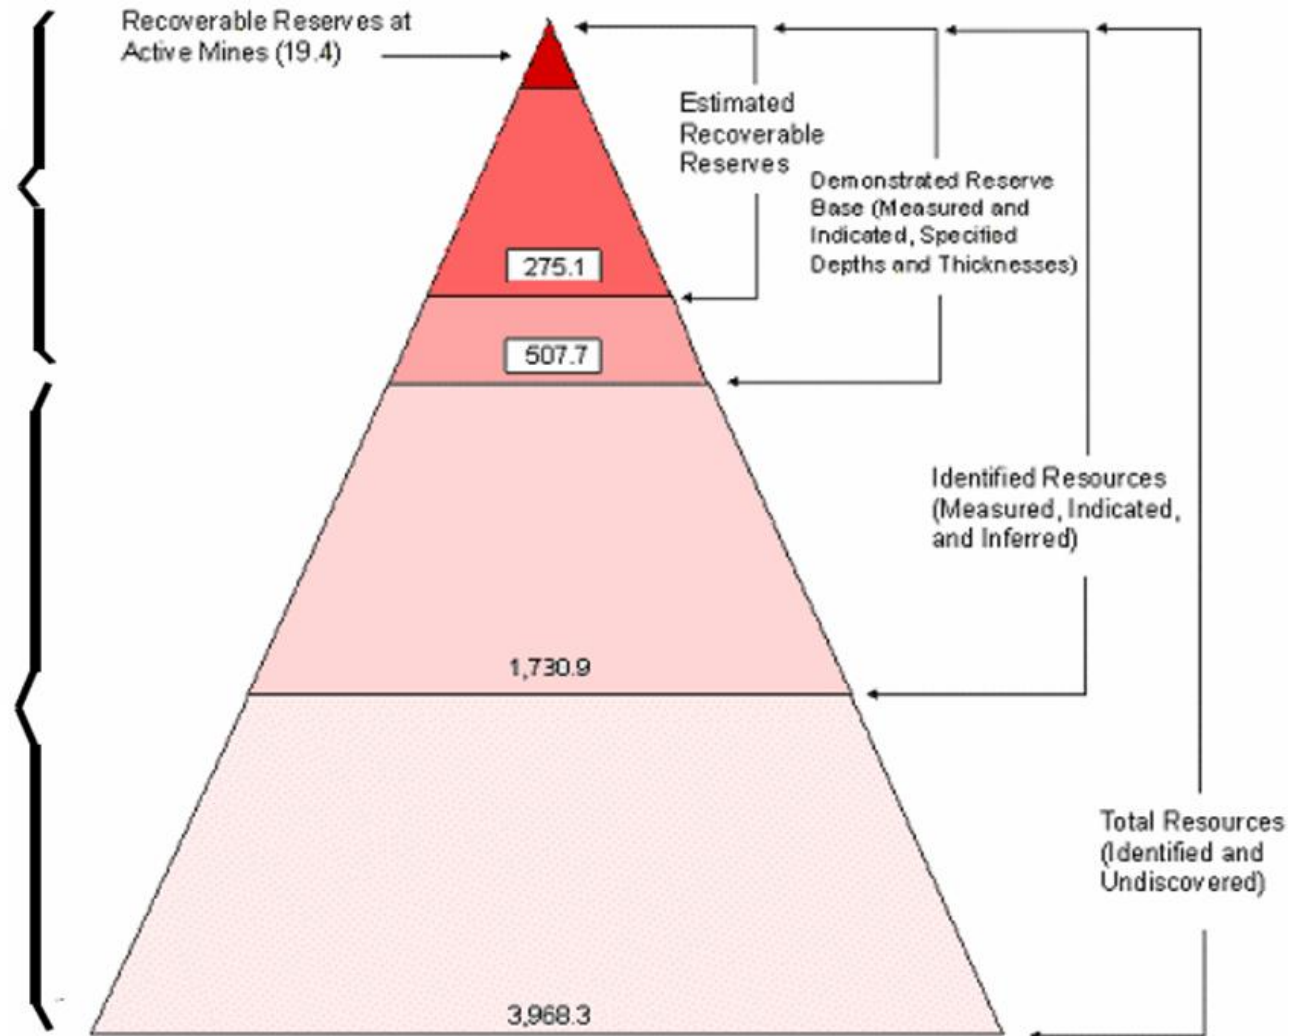 Recoverable Reserves at
Active Mines (19.4)
Estimated
Recoverable
Reserves
Demonstrated Reserve
Base (Measured and
Indicated, Specified
Depths and Thicknesses)
275.1
507.7
Identified Resources
(Measured, Indicated,
and Inferred)
1,730.9
Total Resources
(Identified and
Undiscovered)
3,968.3